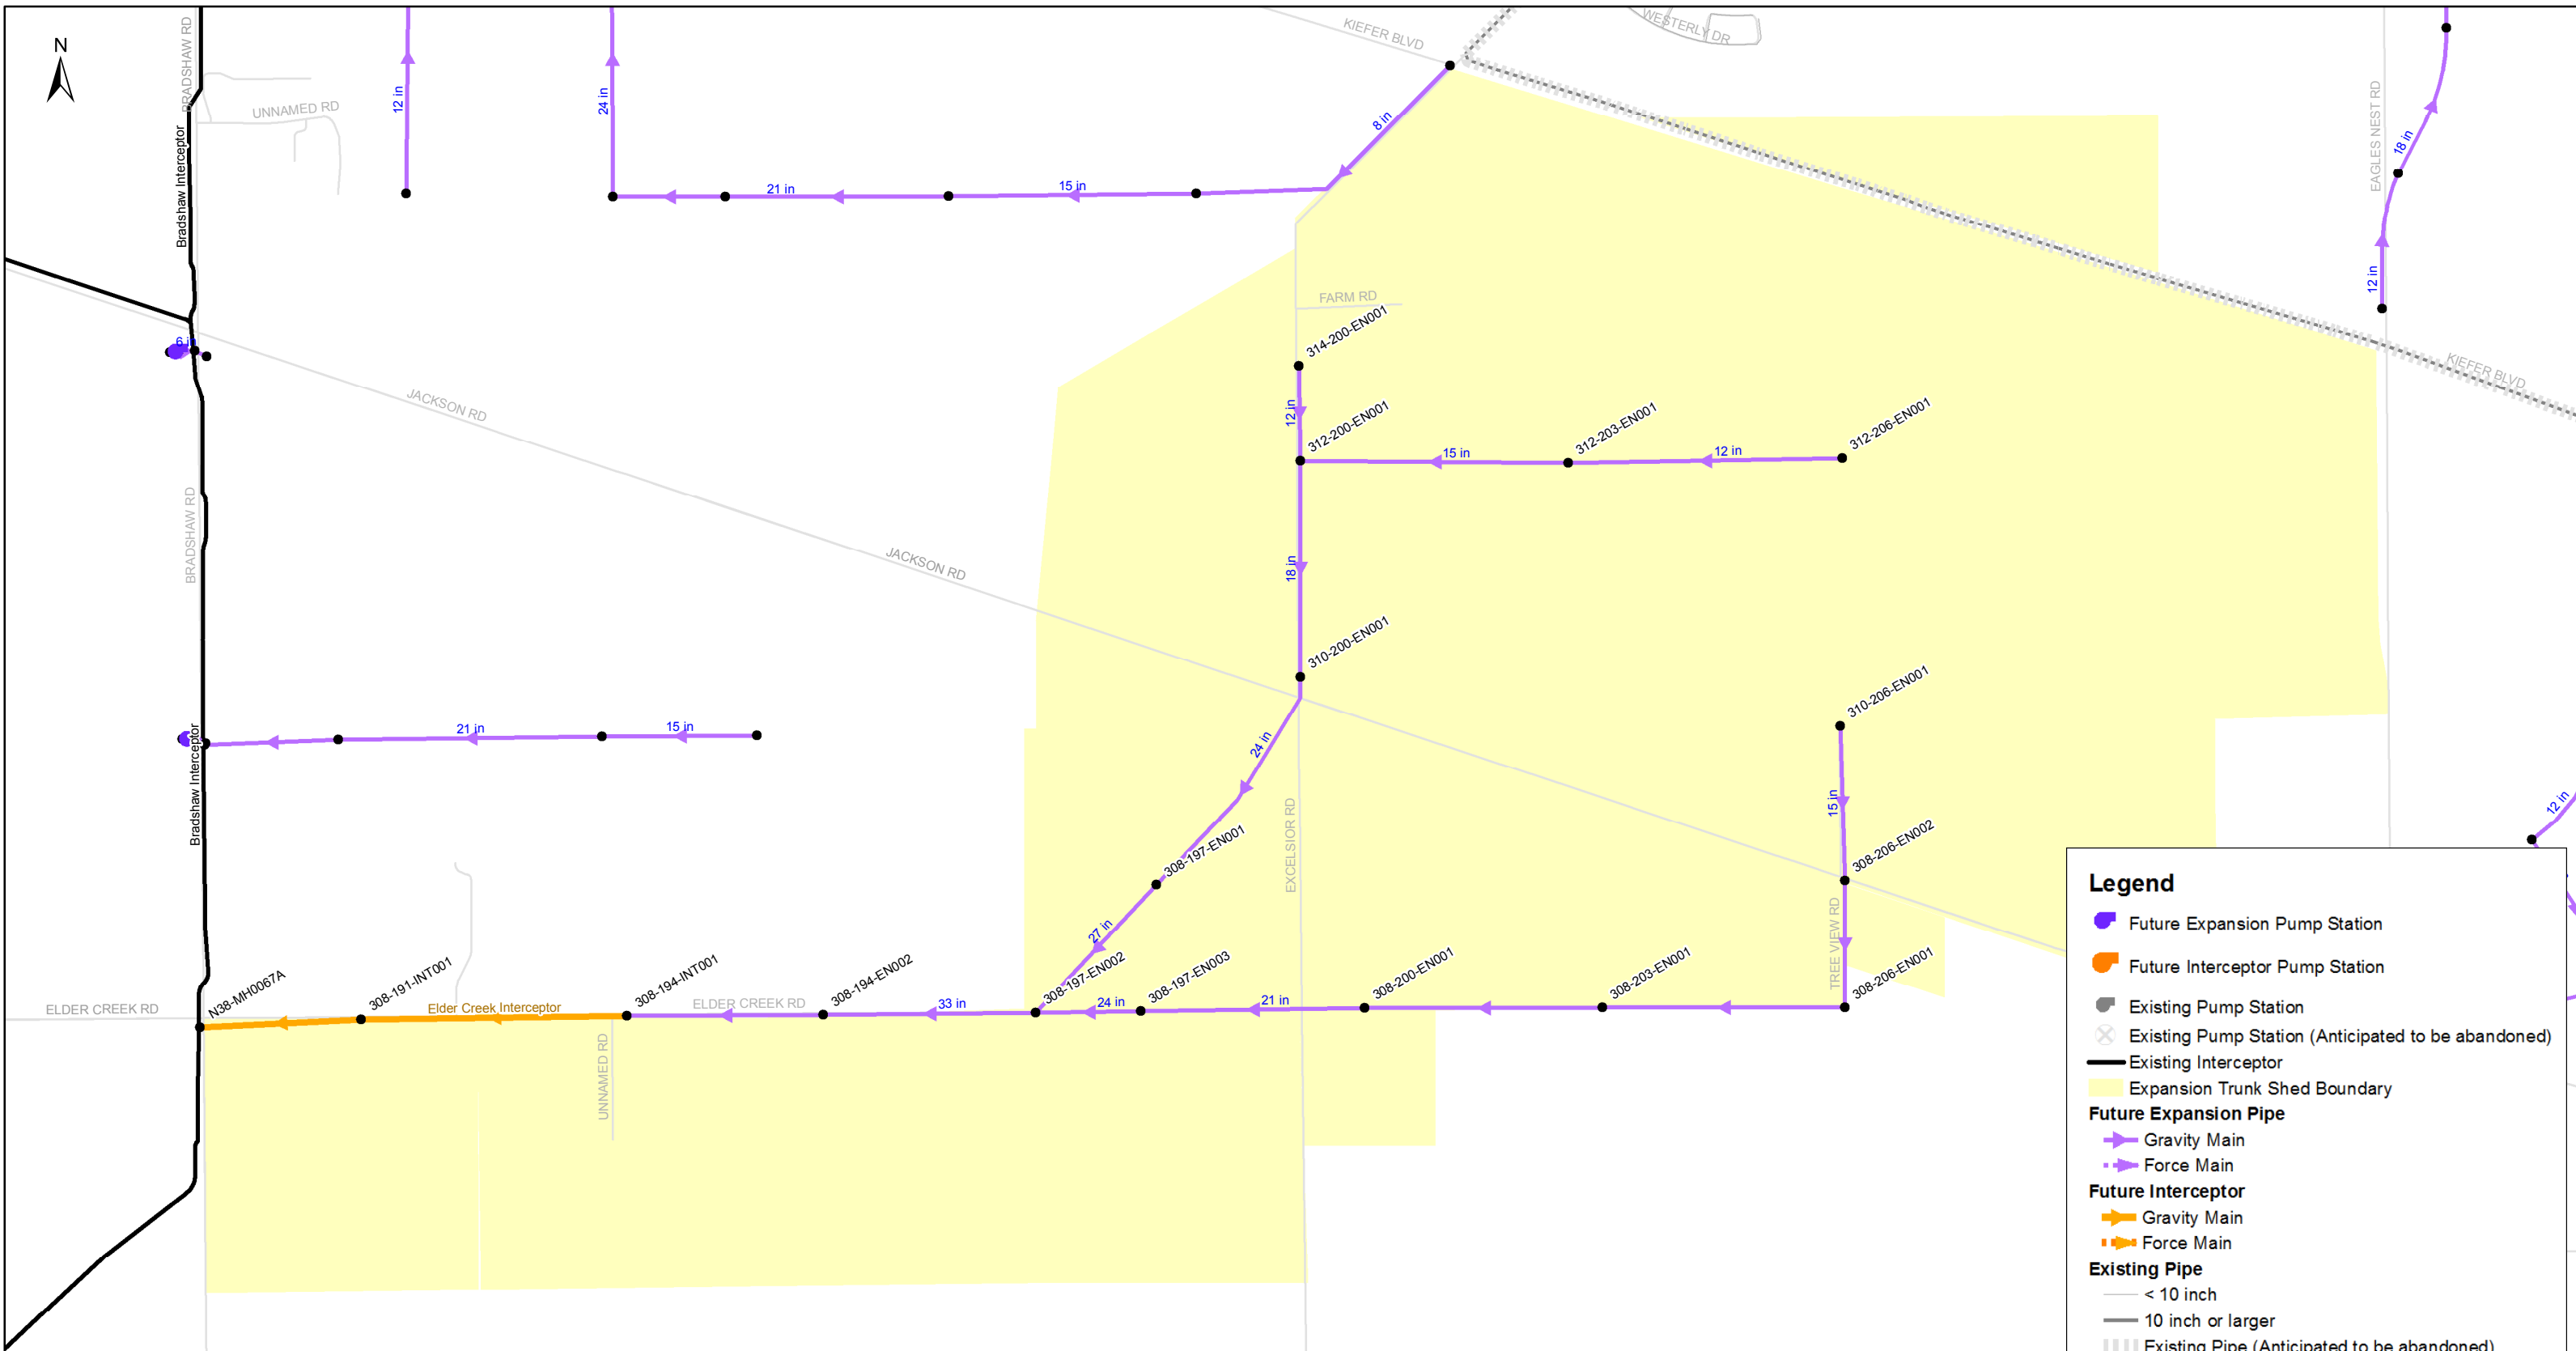 N
BRADSHAW RD
UNNAMED RD
Bradshaw Interceptor
12 in
24 in
21 in
15 in
8 in
KIEFER BLVD
WESTERLY DR
EAGLES NEST RD
18 in
12 in
KIEFER BLVD
6 in
JACKSON RD
JACKSON RD
FARM RD
314-200-EN001
12 in
312-200-EN001
15 in
312-203-EN001
12 in
312-206-EN001
18 in
310-200-EN001
BRADSHAW RD
Bradshaw Interceptor
21 in
15 in
24 in
308-197-EN001
27 in
EXCELSIOR RD
310-206-EN001
15 in
308-206-EN002
TREE VIEW RD
12 in
ELDER CREEK RD
N38-MH0067A
308-191-INT001
Elder Creek Interceptor
308-194-INT001
ELDER CREEK RD
308-194-EN002
33 in
308-197-EN002
24 in
308-197-EN003
21 in
308-200-EN001
308-203-EN001
308-206-EN001
UNNAMED RD
Legend
Future Expansion Pump Station
Future Interceptor Pump Station
Existing Pump Station
Existing Pump Station (Anticipated to be abandoned)
Existing Interceptor
Expansion Trunk Shed Boundary
Future Expansion Pipe
Gravity Main
Force Main
Future Interceptor
Gravity Main
Force Main
Existing Pipe
< 10 inch
10 inch or larger
Existing Pipe (Anticipated to be abandoned)